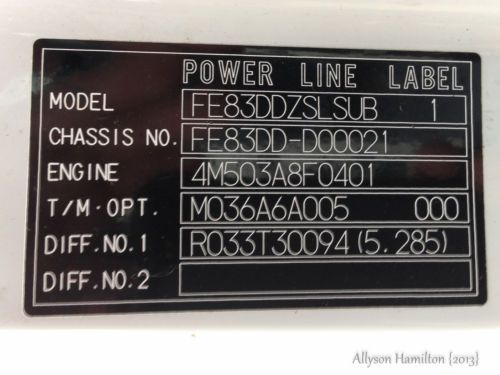 POWER LINE LABEL
MODEL FE83DDZSLSUB 1
CHASSIS NO. FE83DD-D00021
ENGINE 4M503A8F0401
T/M·OPT. M036A6A005 000
DIFF.NO.1 R033T30094(5.285)
DIFF.NO.2
Allyson Hamilton {2013}